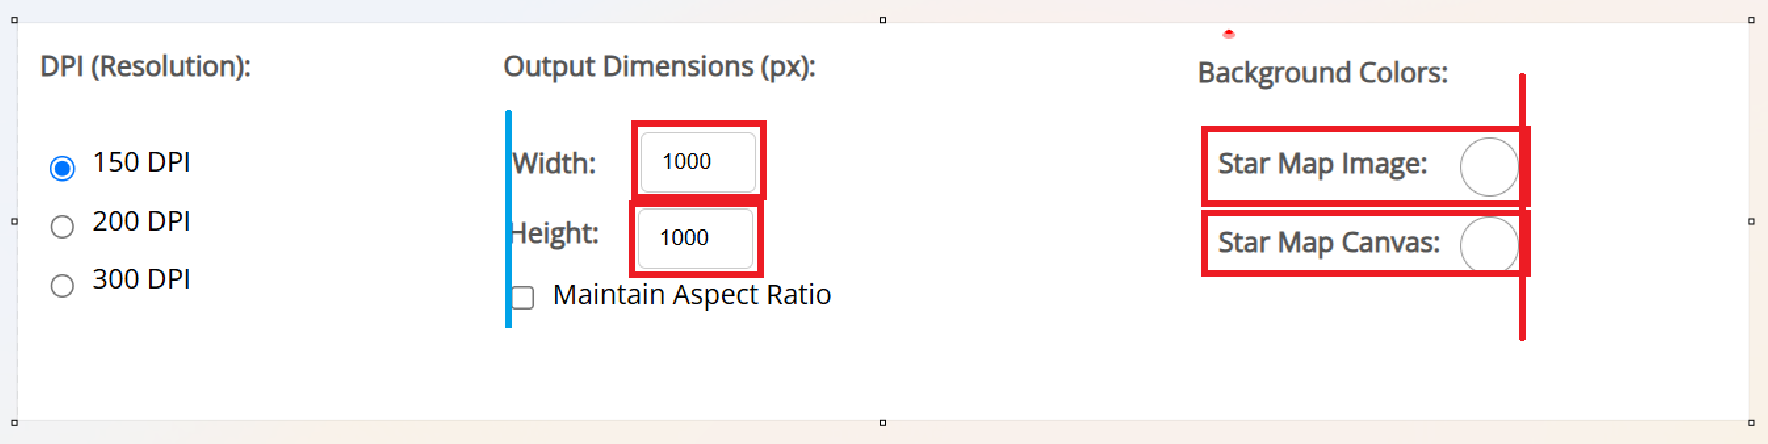 DPI (Resolution):
150 DPI
200 DPI
300 DPI
Output Dimensions (px):
Width: 1000
Height: 1000
Maintain Aspect Ratio
Background Colors:
Star Map Image:
Star Map Canvas: